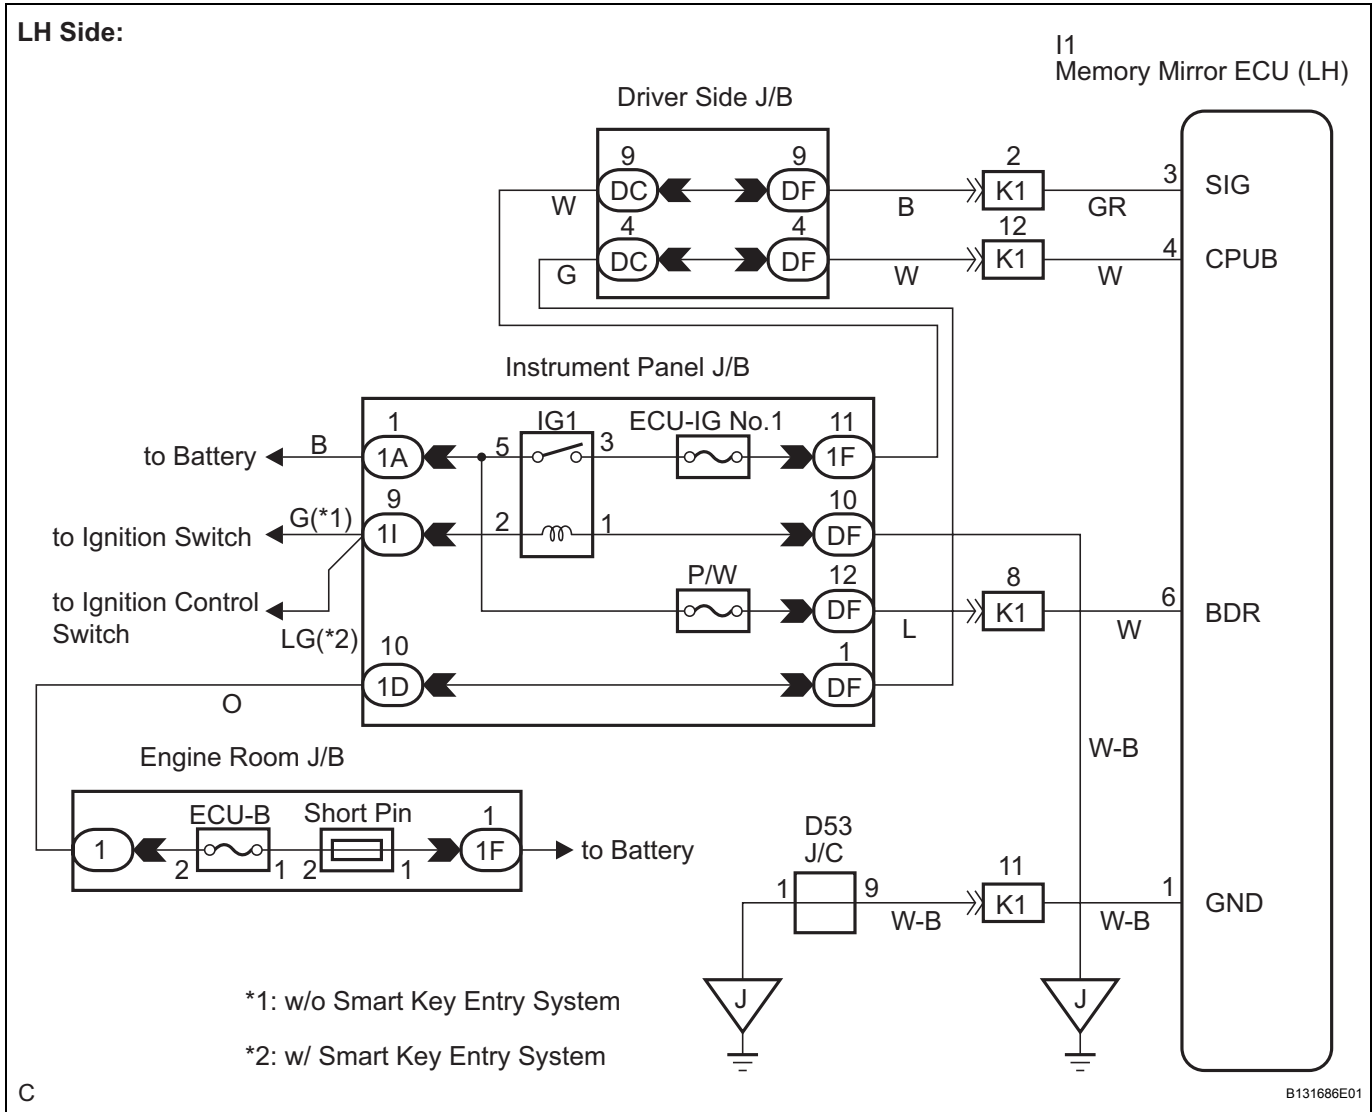 LH Side:
I1
Memory Mirror ECU (LH)
Driver Side J/B
9 9 2
DC DF K1 3 SIG
W B GR
4 4 12
DC DF K1 4 CPUB
G W W
Instrument Panel J/B
1 IG1 ECU-IG No.1 11
to Battery B 1A 5 3 1F
9 10
to Ignition Switch G(*1) 1I 2 1 DF
P/W 12 8
to Ignition Control
Switch
DF K1 6 BDR
LG(*2) L W
10 1
1D DF
O
W-B
Engine Room J/B
ECU-B Short Pin 1
1 2 1 2 1 1F to Battery
D53
J/C
11
1 9 K1 1 GND
W-B W-B
*1: w/o Smart Key Entry System
J J
*2: w/ Smart Key Entry System
C
B131686E01